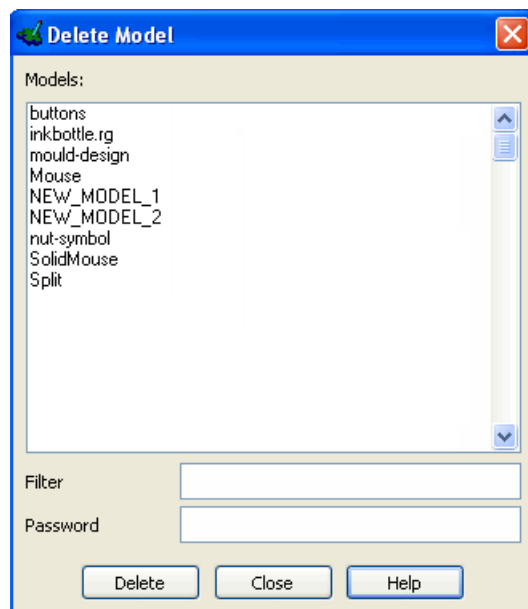 Delete Model
Models:
buttons
inkbottle.rg
mould-design
Mouse
NEW_MODEL_1
NEW_MODEL_2
nut-symbol
SolidMouse
Split
Filter
Password
Delete Close Help